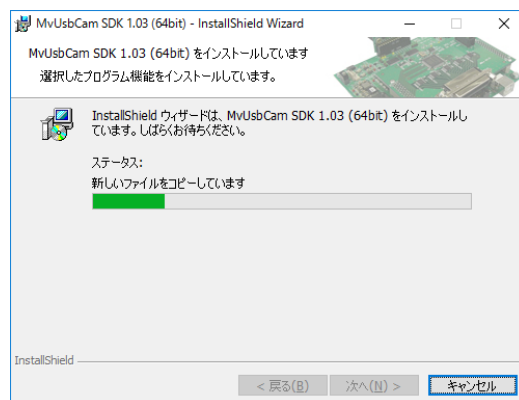 MvUsbCam SDK 1.03 (64bit) - InstallShield Wizard
MvUsbCam SDK 1.03 (64bit) をインストールしています
選択したプログラム機能をインストールしています。
InstallShield ウィザードは、MvUsbCam SDK 1.03 (64bit) をインストールし
ています。しばらくお待ちください。
ステータス:
新しいファイルをコピーしています
InstallShield
< 戻る(B) 次へ(N) > キャンセル